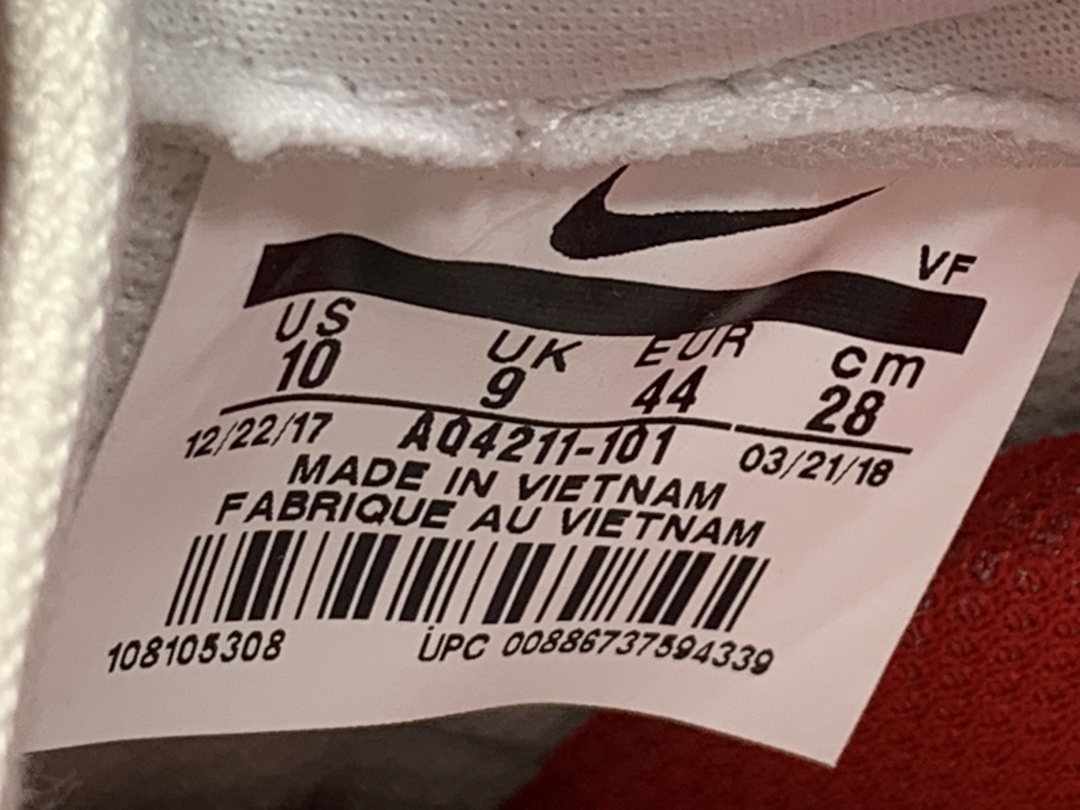 VF
US UK EUR cm
10 9 44 28
12/22/17 AQ4211-101 03/21/18
MADE IN VIETNAM
FABRIQUE AU VIETNAM
108105308 UPC 00886737594339